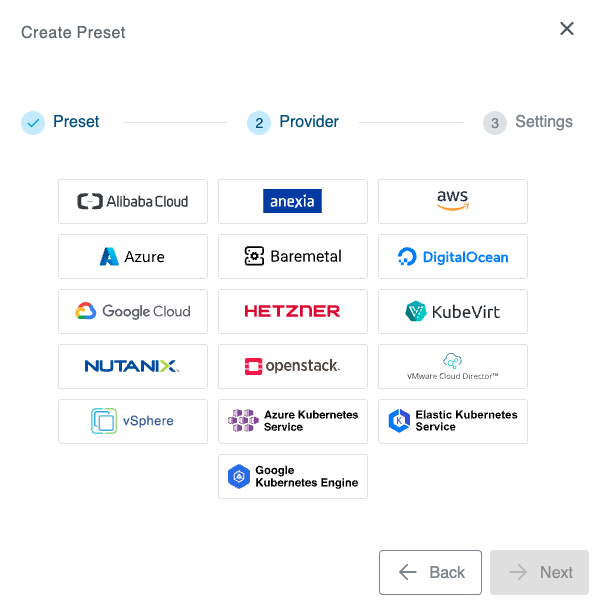 Create Preset
Preset
2 Provider
3 Settings
Alibaba Cloud
anexia
aws
Azure
Baremetal
DigitalOcean
Google Cloud
HETZNER
KubeVirt
NUTANIX
openstack.
VMware Cloud Director™
vSphere
Azure Kubernetes
Service
Elastic Kubernetes
Service
Google
Kubernetes Engine
Back
Next